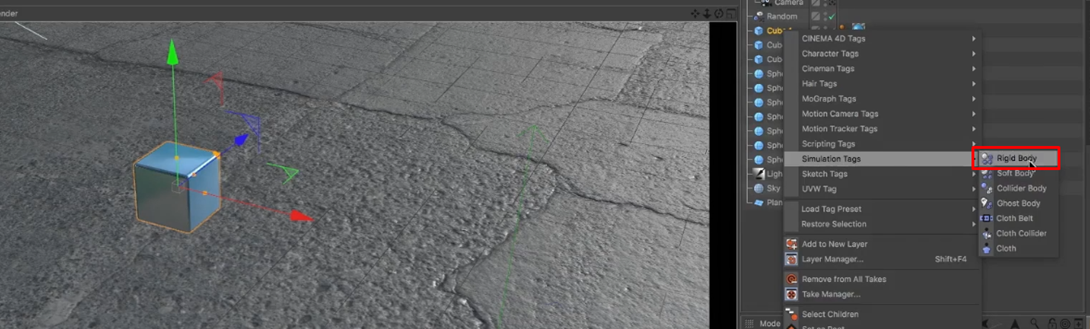 ender
Camera
Random
Cube
Cub
Cub
Sph
Sph
Sphe
Sph
Sph
Sph
Sph
Ligh
Sky
Plan
CINEMA 4D Tags
Character Tags
Cineman Tags
Hair Tags
MoGraph Tags
Motion Camera Tags
Motion Tracker Tags
Scripting Tags
Simulation Tags
Sketch Tags
UVW Tag
Load Tag Preset
Restore Selection
Add to New Layer
Layer Manager... Shift+F4
Remove from All Takes
Take Manager...
Select Children
Rigid Body
Soft Body
Collider Body
Ghost Body
Cloth Belt
Cloth Collider
Cloth
Mode